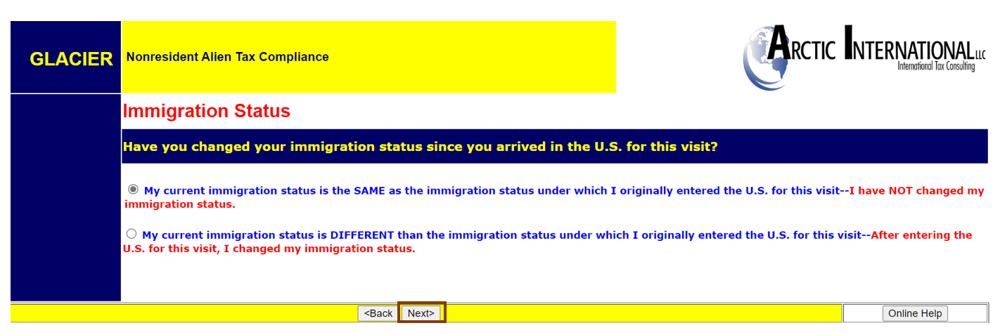 GLACIER
Nonresident Alien Tax Compliance
ARCTIC INTERNATIONAL LLC
International Tax Consulting
Immigration Status
Have you changed your immigration status since you arrived in the U.S. for this visit?
My current immigration status is the SAME as the immigration status under which I originally entered the U.S. for this visit--I have NOT changed my
immigration status.
My current immigration status is DIFFERENT than the immigration status under which I originally entered the U.S. for this visit--After entering the
U.S. for this visit, I changed my immigration status.
<Back Next> Online Help